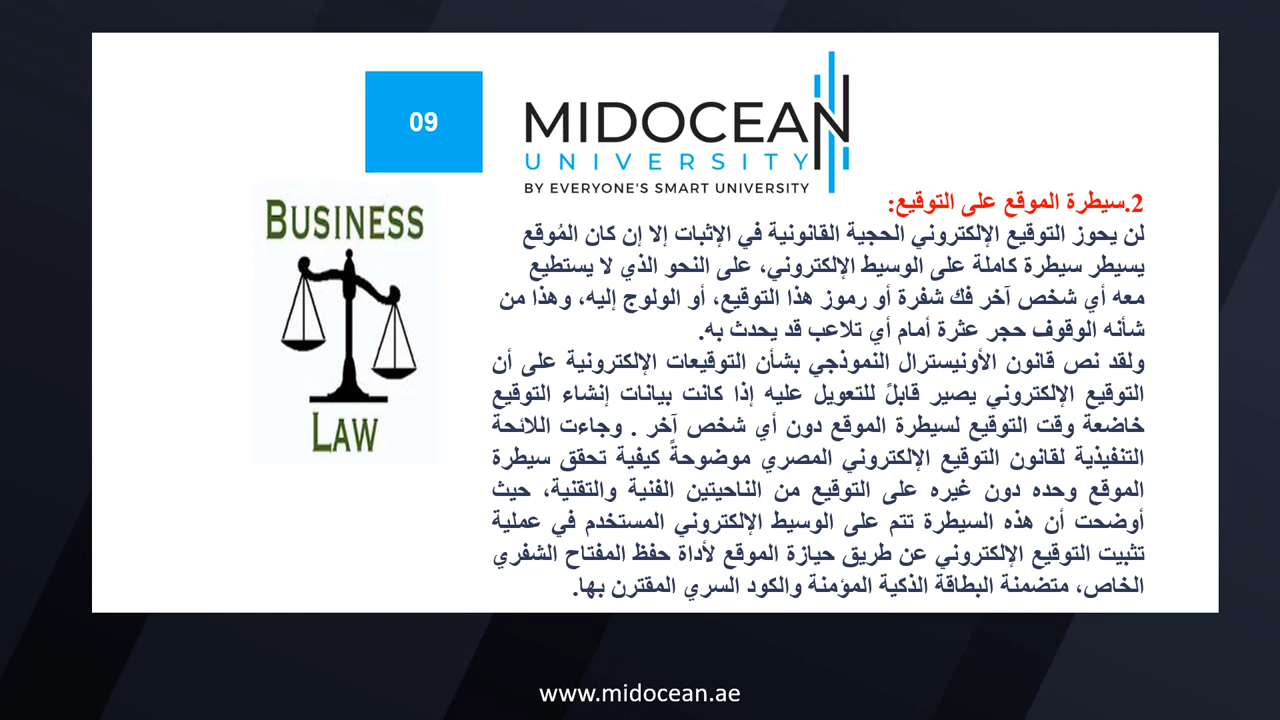 09
MIDOCEAN
UNIVERSITY
BY EVERYONE'S SMART UNIVERSITY
BUSINESS
LAW
2.سيطرة الموقع على التوقيع:
لن يحوز التوقيع الإلكتروني الحجية القانونية في الإثبات إلا إن كان المُوقع
يسيطر سيطرة كاملة على الوسيط الإلكتروني، على النحو الذي لا يستطيع
معه أي شخص آخر فك شفرة أو رموز هذا التوقيع، أو الولوج إليه، وهذا من
شأنه الوقوف حجر عثرة أمام أي تلاعب قد يحدث به.
ولقد نص قانون الأونيسترال النموذجي بشأن التوقيعات الإلكترونية على أن
التوقيع الإلكتروني يصير قابلً للتعويل عليه إذا كانت بيانات إنشاء التوقيع
خاضعة وقت التوقيع لسيطرة الموقع دون أي شخص آخر . وجاءت اللائحة
التنفيذية لقانون التوقيع الإلكتروني المصري موضوحةً كيفية تحقق سيطرة
الموقع وحده دون غيره على التوقيع من الناحيتين الفنية والتقنية، حيث
أوضحت أن هذه السيطرة تتم على الوسيط الإلكتروني المستخدم في عملية
تثبيت التوقيع الإلكتروني عن طريق حيازة الموقع لأداة حفظ المفتاح الشفري
الخاص، متضمنة البطاقة الذكية المؤمنة والكود السري المقترن بها.
www.midocean.ae